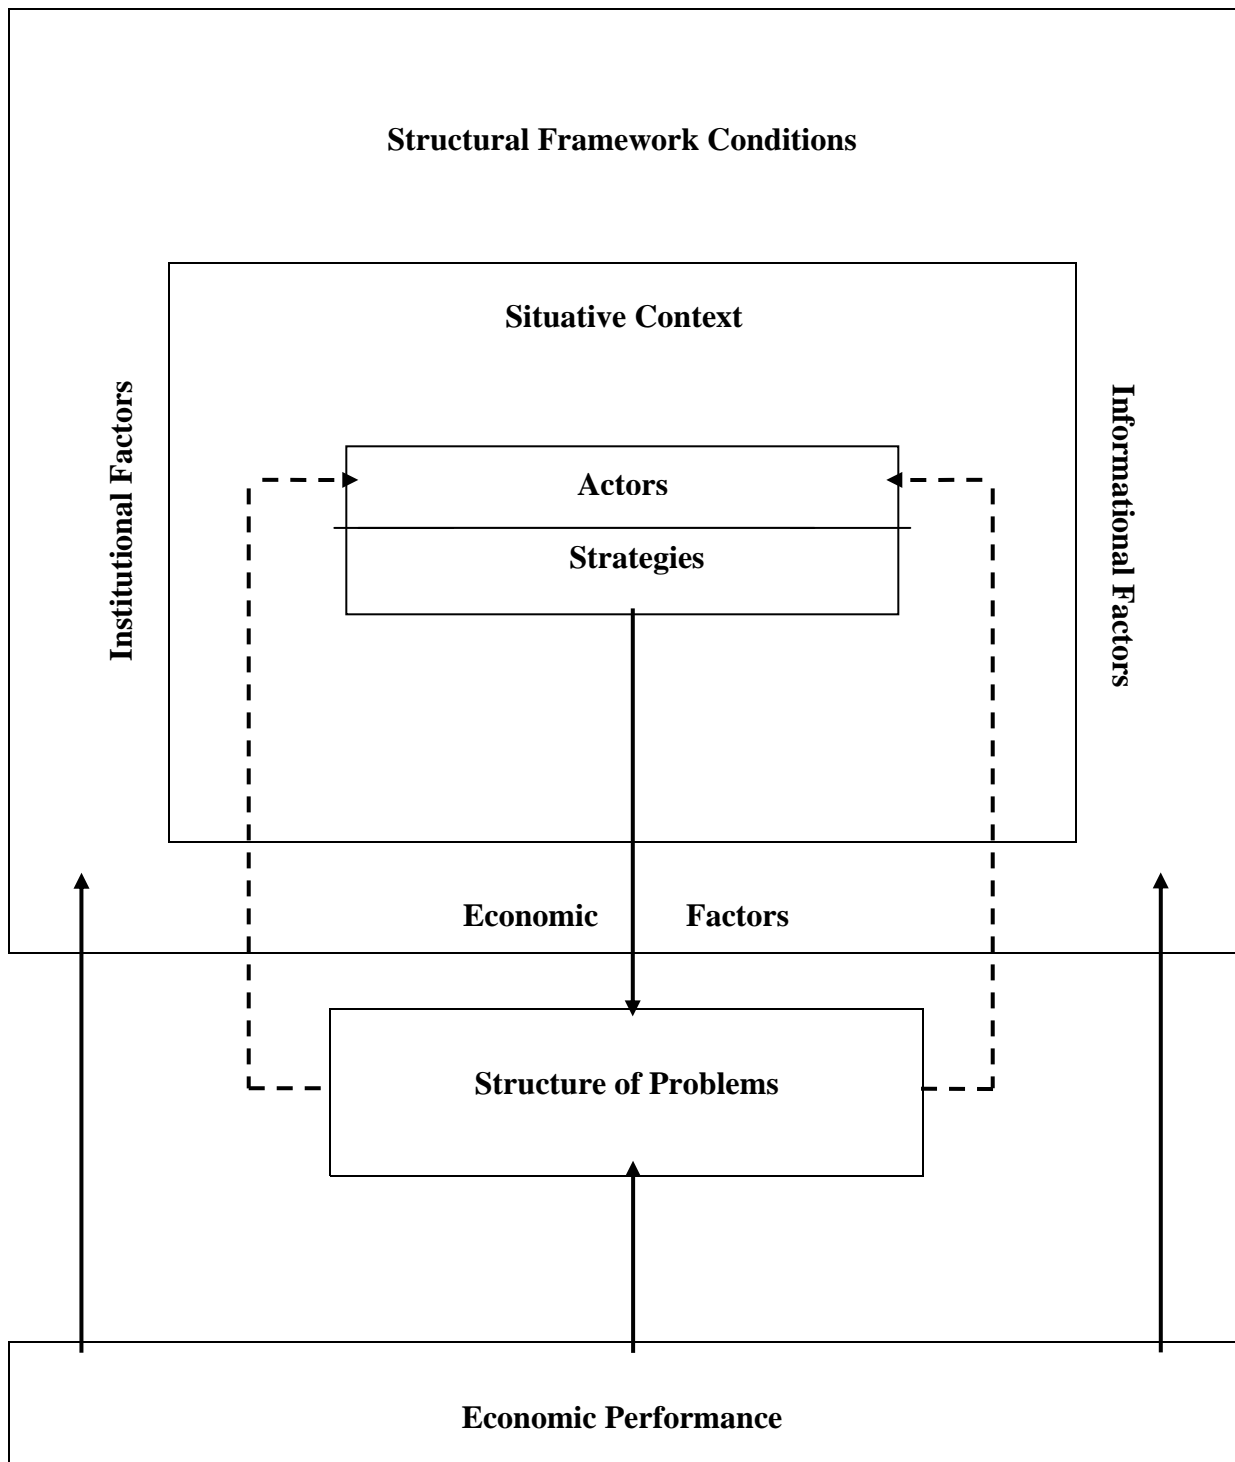 Structural Framework Conditions
Situative Context
Institutional Factors
Informational Factors
Actors
Strategies
Economic Factors
Structure of Problems
Economic Performance